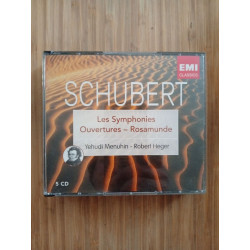 EMI
CLASSICS
SCHUBERT
Les Symphonies
Ouvertures – Rosamunde
Yehudi Menuhin - Robert Heger
5 CD